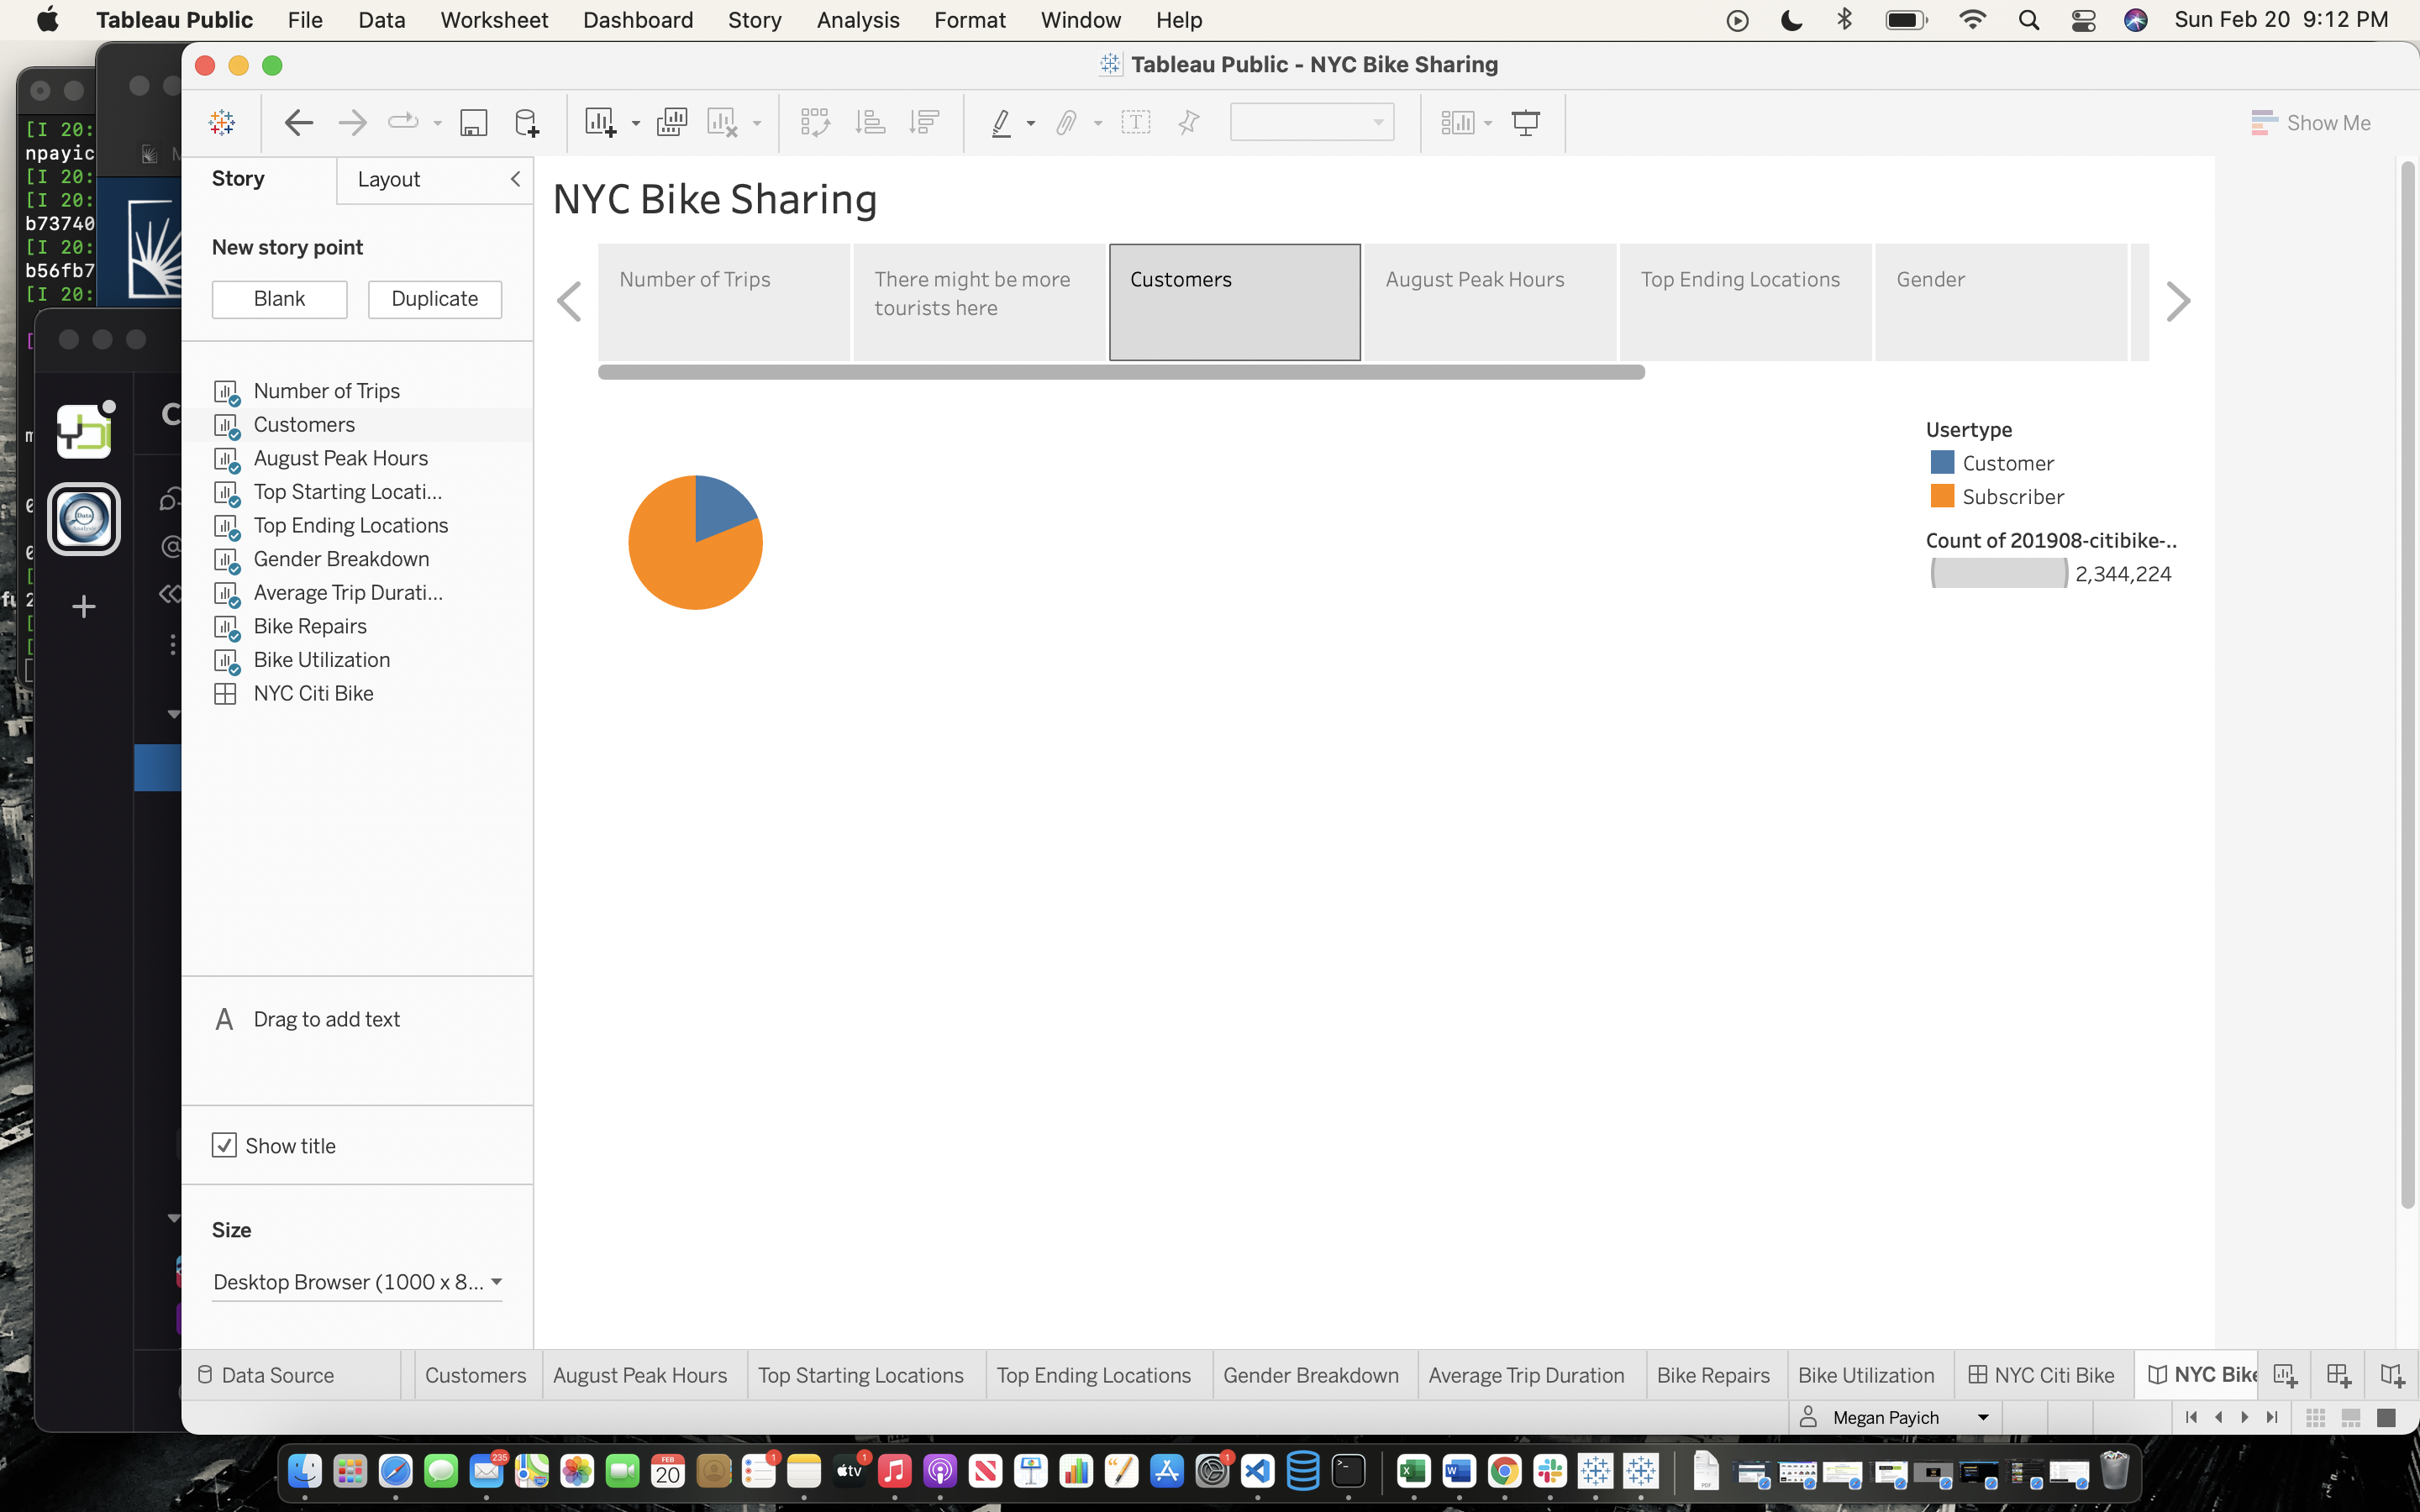 Tableau Public File Data Worksheet Dashboard Story Analysis Format Window Help Sun Feb 20 9:12 PM
Tableau Public - NYC Bike Sharing
Show Me
[I 20:
npayic
[I 20:
[I 20:
b73740
[I 20:
b56fb7
[I 20:
Story Layout
New story point
Blank Duplicate
Number of Trips
Customers
August Peak Hours
Top Starting Locati...
Top Ending Locations
Gender Breakdown
Average Trip Durati...
Bike Repairs
Bike Utilization
NYC Citi Bike
A Drag to add text
Show title
Size
Desktop Browser (1000 x 8...
NYC Bike Sharing
Number of Trips
There might be more
tourists here
Customers
August Peak Hours
Top Ending Locations
Gender
Usertype
Customer
Subscriber
Count of 201908-citibike-..
2,344,224
Data Source Customers August Peak Hours Top Starting Locations Top Ending Locations Gender Breakdown Average Trip Duration Bike Repairs Bike Utilization NYC Citi Bike NYC Bike
Megan Payich
235
FEB
20
1
tv
1
1